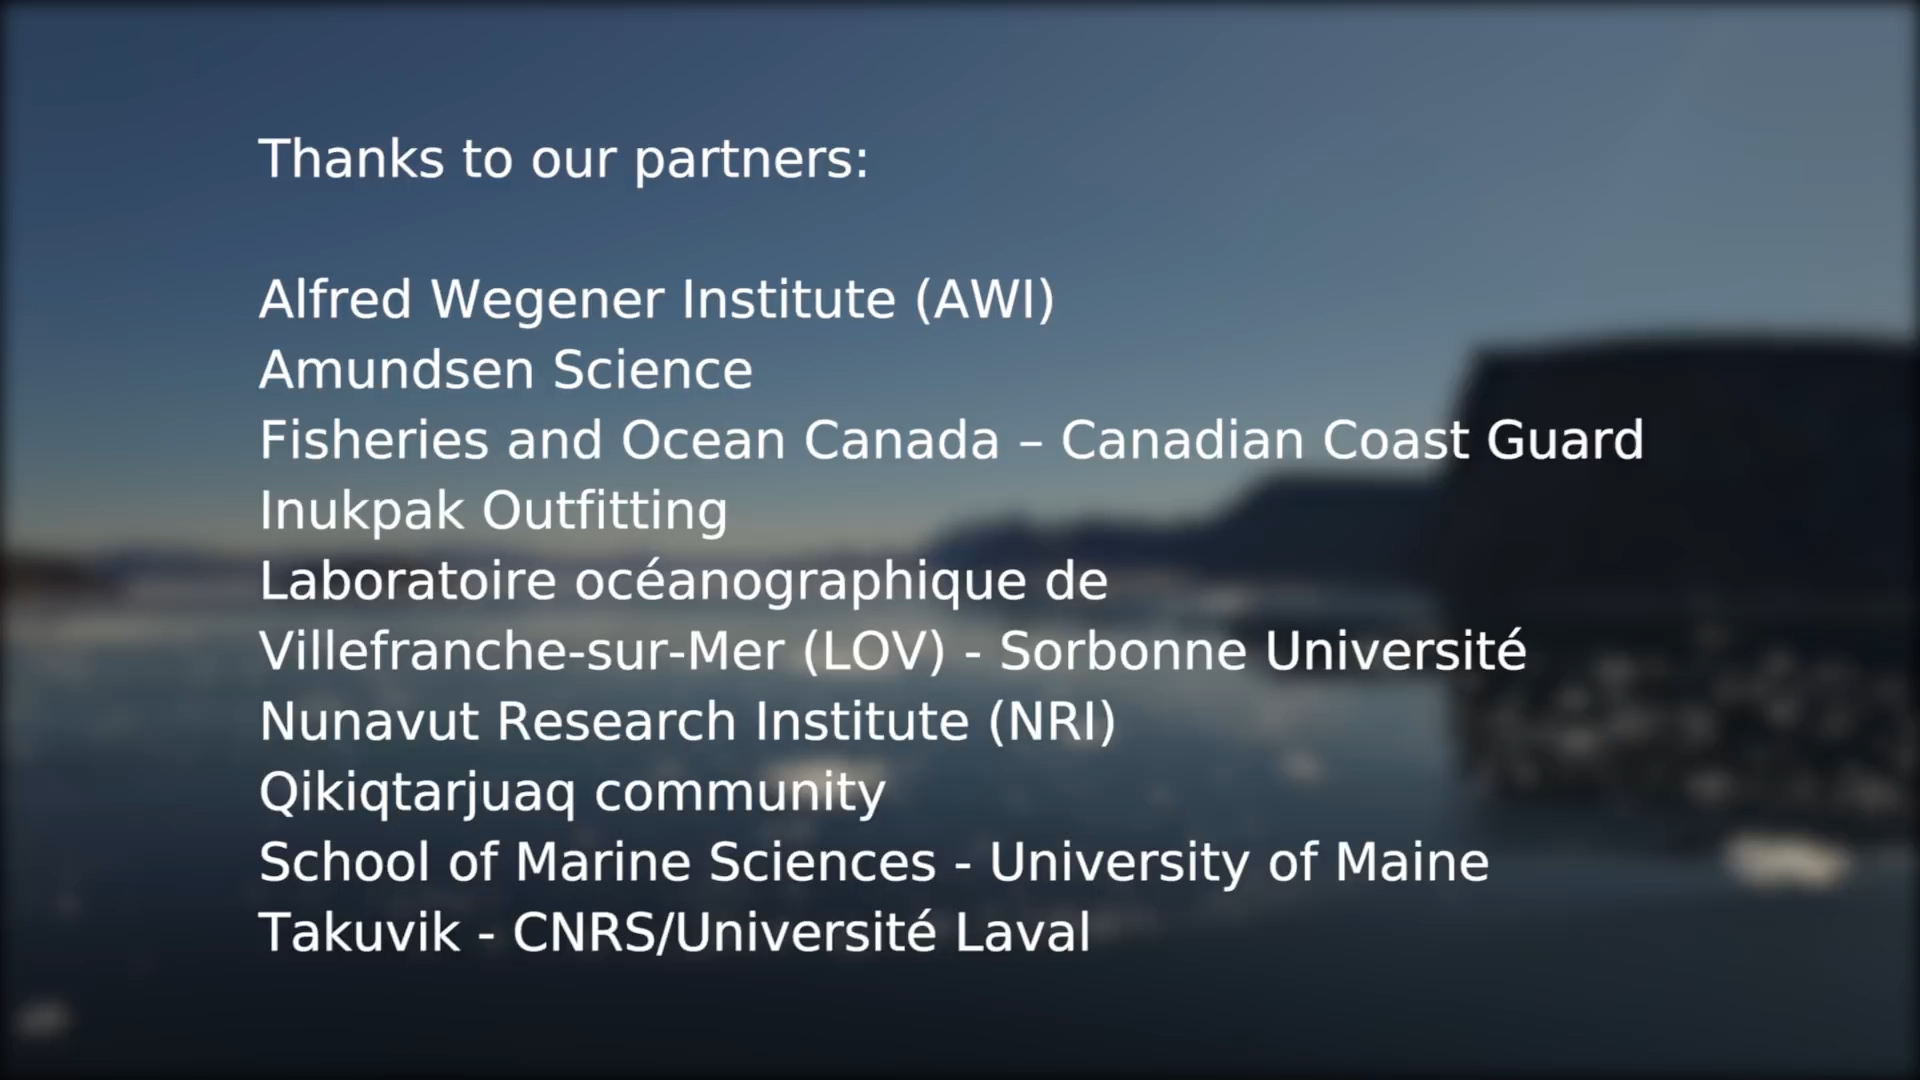 Thanks to our partners:
Alfred Wegener Institute (AWI)
Amundsen Science
Fisheries and Ocean Canada – Canadian Coast Guard
Inukpak Outfitting
Laboratoire océanographique de
Villefranche-sur-Mer (LOV) - Sorbonne Université
Nunavut Research Institute (NRI)
Qikiqtarjuaq community
School of Marine Sciences - University of Maine
Takuvik - CNRS/Université Laval